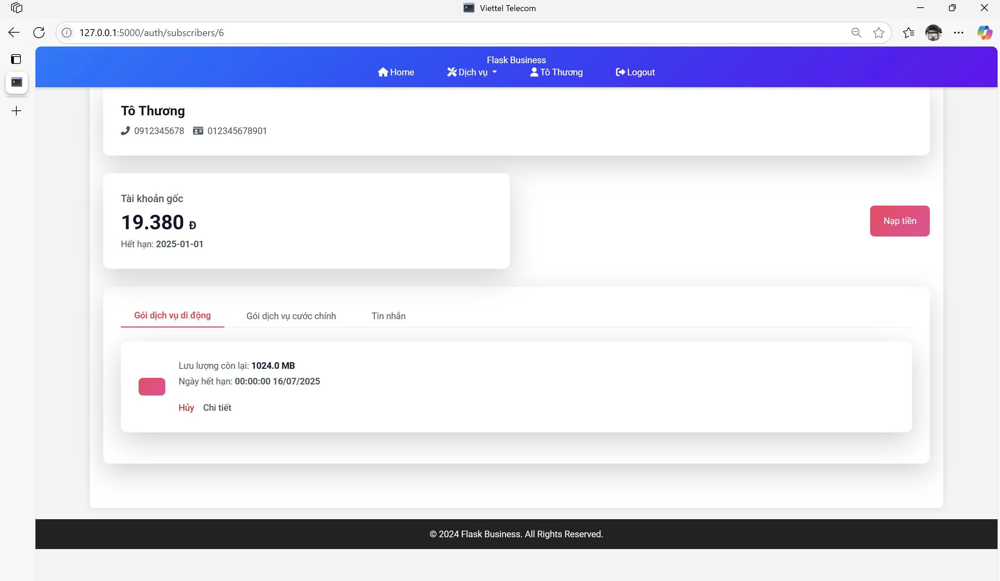 Viettel Telecom
127.0.0.1:5000/auth/subscribers/6
Flask Business
Home Dịch vụ Tô Thương Logout
Tô Thương
0912345678 012345678901
Tài khoản gốc
19.380 Đ
Hết hạn: 2025-01-01
Nạp tiền
Gói dịch vụ di động Gói dịch vụ cước chính Tin nhắn
Lưu lượng còn lại: 1024.0 MB
Ngày hết hạn: 00:00:00 16/07/2025
Hủy Chi tiết
© 2024 Flask Business. All Rights Reserved.